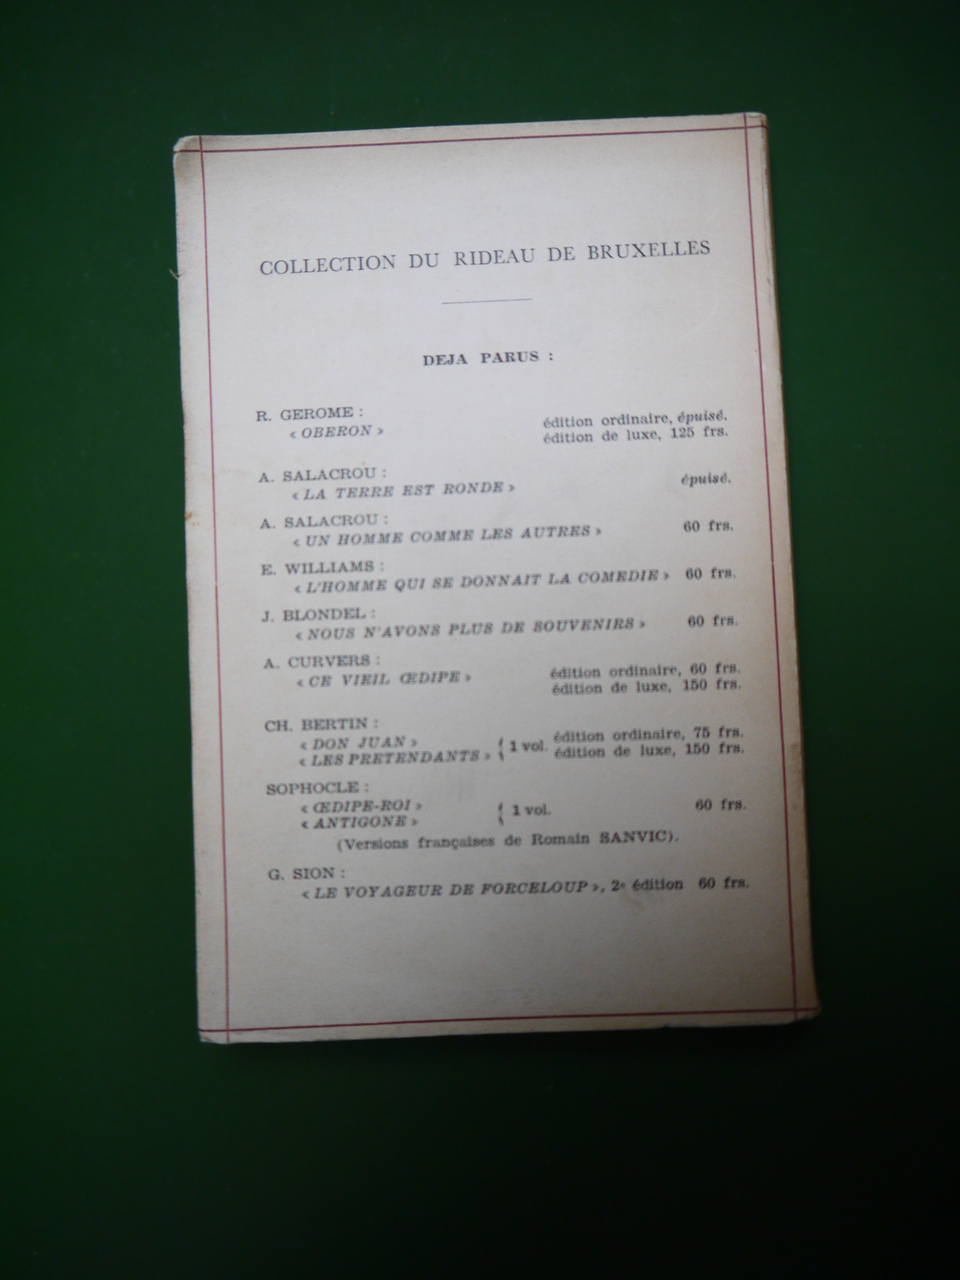 COLLECTION DU RIDEAU DE BRUXELLES
DEJA PARUS :
R. GEROME :
« OBERON »
édition ordinaire, épuisé.
édition de luxe, 125 frs.
A. SALACROU :
« LA TERRE EST RONDE »
épuisé.
A. SALACROU :
« UN HOMME COMME LES AUTRES » 60 frs.
E. WILLIAMS :
« L'HOMME QUI SE DONNAIT LA COMEDIE » 60 frs.
J. BLONDEL :
« NOUS N'AVONS PLUS DE SOUVENIRS » 60 frs.
A. CURVERS :
« CE VIEIL ŒDIPE »
édition ordinaire, 60 frs.
édition de luxe, 150 frs.
CH. BERTIN :
« DON JUAN »
« LES PRETENDANTS »
1 vol.
édition ordinaire, 75 frs.
édition de luxe, 150 frs.
SOPHOCLE :
« ŒDIPE-ROI »
« ANTIGONE »
1 vol. 60 frs.
(Versions françaises de Romain SANVIC).
G. SION :
« LE VOYAGEUR DE FORCELOUP », 2e édition 60 frs.